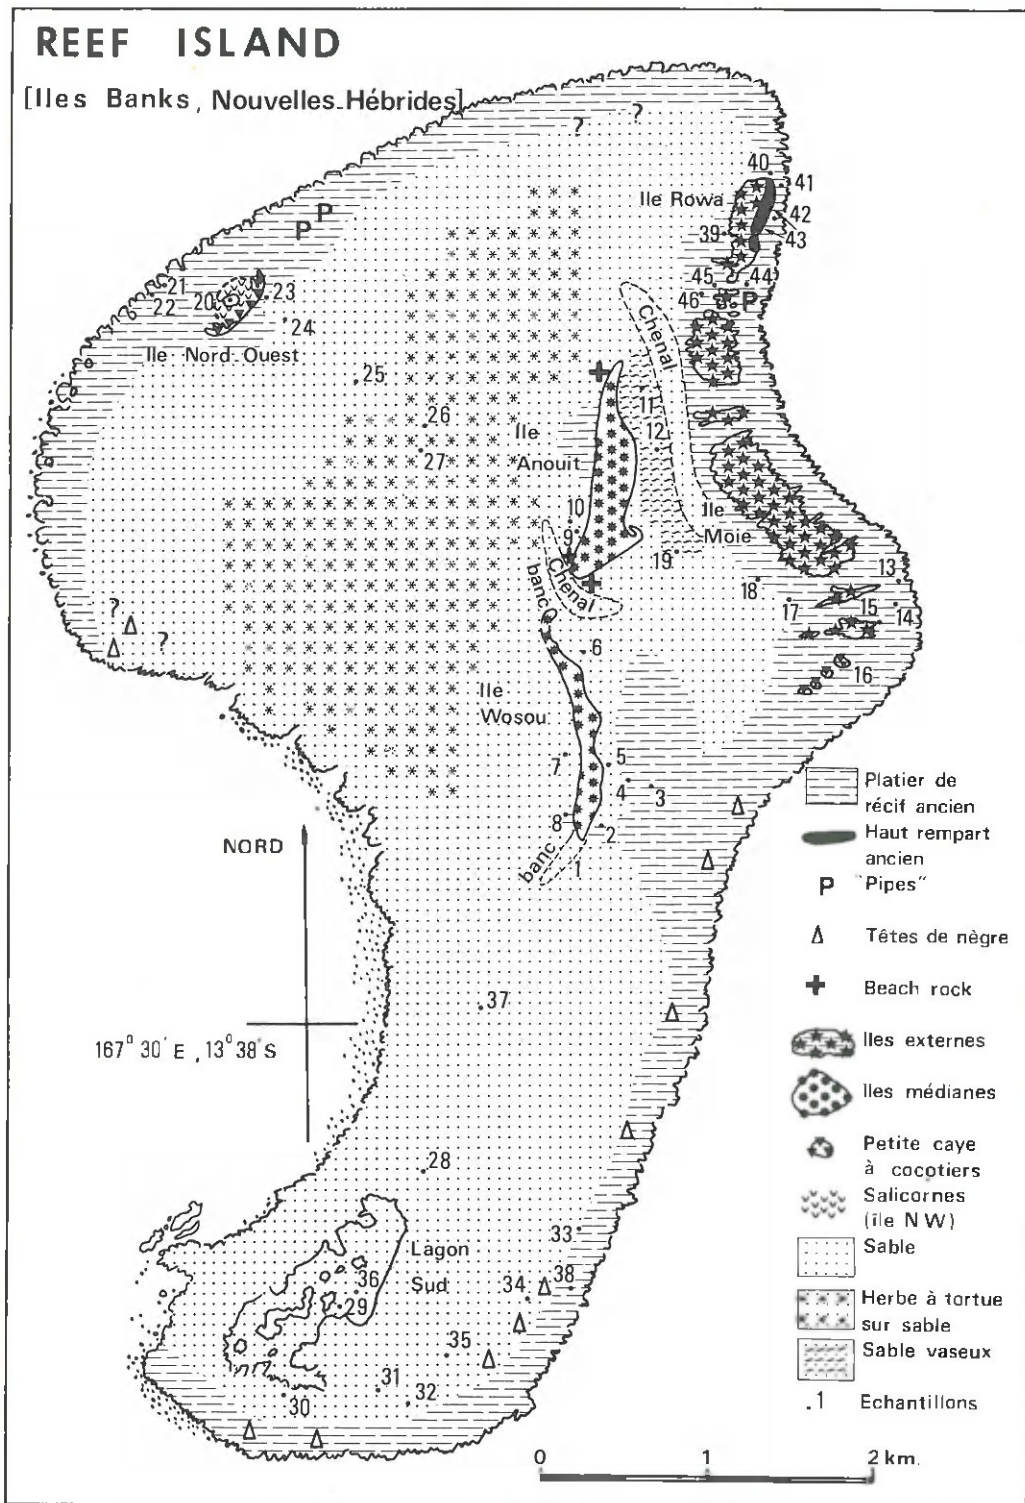 REEF ISLAND
[Iles Banks, Nouvelles-Hébrides]
? ?
40
41
Ile Rowa
42
39
43
P
P
21
22
20
23
24
45
44
46
P
Ile Nord-Ouest
Chenal
25
11
26
12
27
Ile
Anouit
10
9
Ile
Moie
19
Chenal
banc
13
18
17
15
14
?
?
6
16
Ile
Wosou
7
5
4
3
8
2
banc
1
NORD
37
167° 30' E, 13° 38' S
28
33
Lagon
Sud
36
34
38
29
35
31
32
30
Platier de
récif ancien
Haut rempart
ancien
P "Pipes"
Têtes de nègre
Beach rock
Iles externes
Iles médianes
Petite caye
à cocotiers
Salicornes
(île NW)
Sable
Herbe à tortue
sur sable
Sable vaseux
.1 Echantillons
0 1 2 km.